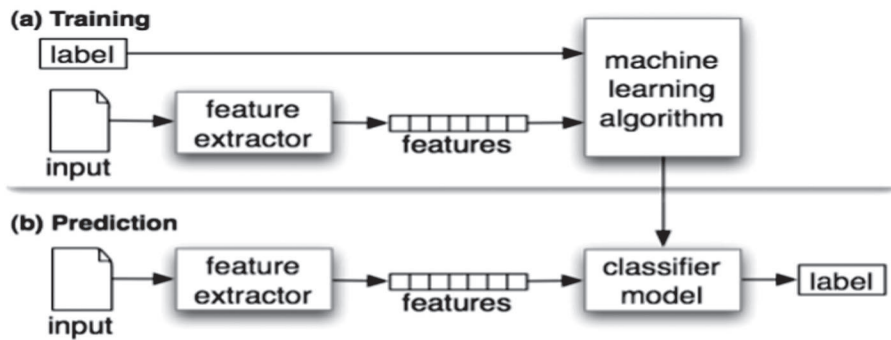 (a) Training
label
machine
learning
algorithm
feature
extractor
features
input
(b) Prediction
feature
extractor
features
classifier
model
label
input